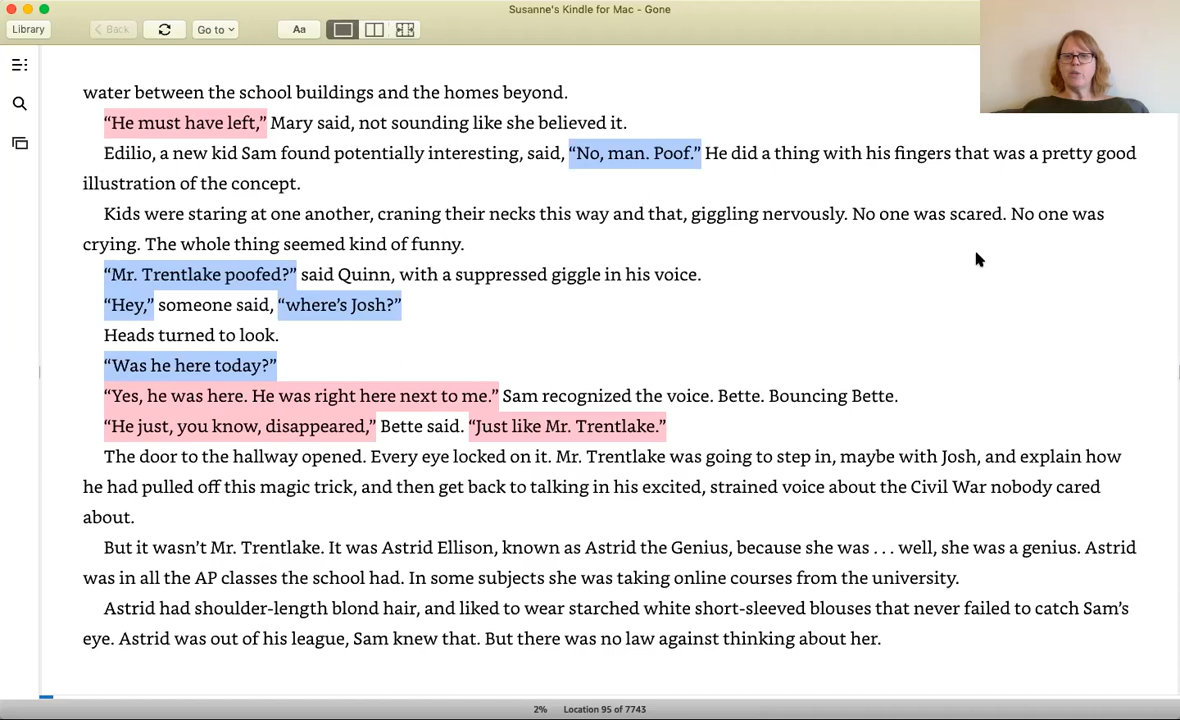 Susanne's Kindle for Mac - Gone
Library
Back
Go to
Aa
water between the school buildings and the homes beyond.
“He must have left,” Mary said, not sounding like she believed it.
Edilio, a new kid Sam found potentially interesting, said, “No, man. Poof.” He did a thing with his fingers that was a pretty good
illustration of the concept.
Kids were staring at one another, craning their necks this way and that, giggling nervously. No one was scared. No one was
crying. The whole thing seemed kind of funny.
“Mr. Trentlake poofed?” said Quinn, with a suppressed giggle in his voice.
“Hey,” someone said, “where’s Josh?”
Heads turned to look.
“Was he here today?”
“Yes, he was here. He was right here next to me.” Sam recognized the voice. Bette. Bouncing Bette.
“He just, you know, disappeared,” Bette said. “Just like Mr. Trentlake.”
The door to the hallway opened. Every eye locked on it. Mr. Trentlake was going to step in, maybe with Josh, and explain how
he had pulled off this magic trick, and then get back to talking in his excited, strained voice about the Civil War nobody cared
about.
But it wasn’t Mr. Trentlake. It was Astrid Ellison, known as Astrid the Genius, because she was . . . well, she was a genius. Astrid
was in all the AP classes the school had. In some subjects she was taking online courses from the university.
Astrid had shoulder-length blond hair, and liked to wear starched white short-sleeved blouses that never failed to catch Sam’s
eye. Astrid was out of his league, Sam knew that. But there was no law against thinking about her.
2% Location 95 of 7743